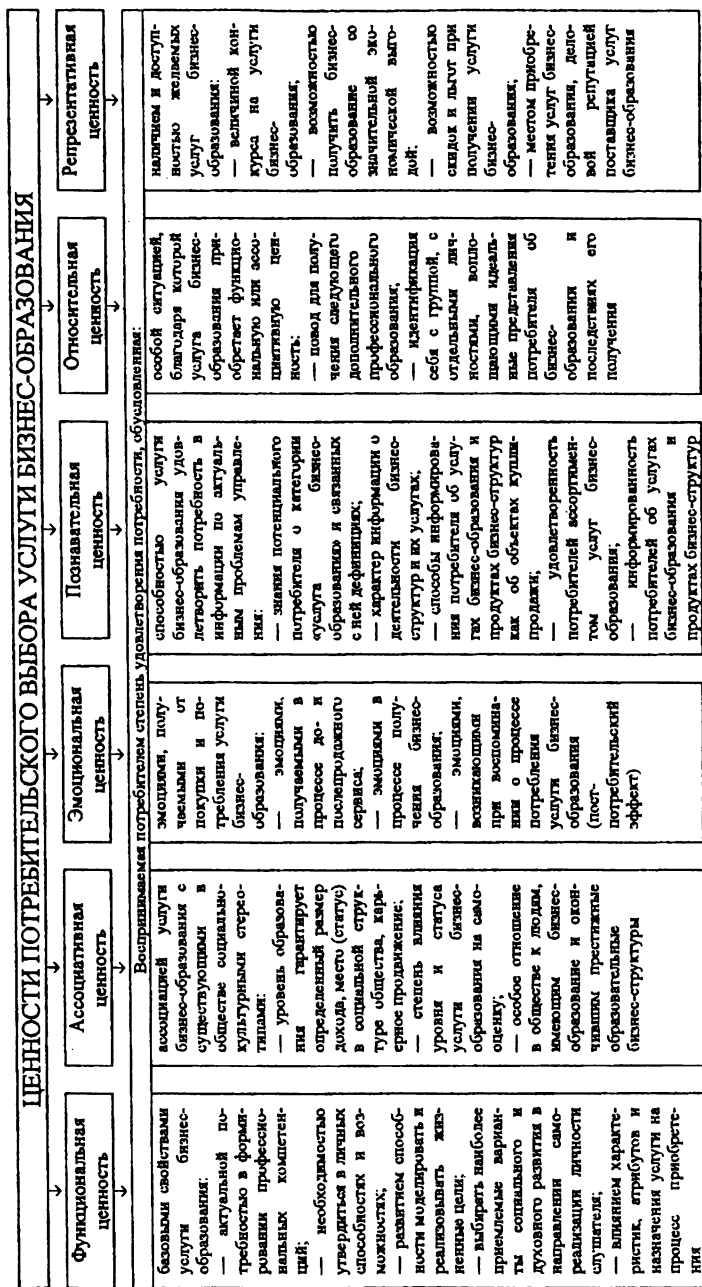 ЦЕННОСТИ ПОТРЕБИТЕЛЬСКОГО ВЫБОРА УСЛУГИ БИЗНЕС-ОБРАЗОВАНИЯ
Функциональная
ценность
Ассоциативная
ценность
Эмоциональная
ценность
Познавательная
ценность
Относительная
ценность
Репрезентативная
ценность
Воспринимаемая потребителем степень удовлетворения потребности, обусловленная:
базовыми свойствами
услуги бизнес-
образования:
— актуальной по-
требностью в форми-
ровании профессио-
нальных компетен-
ций;
— необходимостью
утвердиться в личных
способностях и воз-
можностях;
— развитием способ-
ности моделировать и
реализовывать жиз-
ненные цели;
— выбирать наиболее
приемлемые вариан-
ты социального и
духовного развития в
направлении само-
реализации личности
слушателя;
— влиянием характе-
ристик, атрибутов и
назначения услуги на
процесс приобрете-
ния
ассоциацией услуги
бизнес-образования с
существующими в
обществе социально-
культурными стерео-
типами:
— уровень образова-
ния гарантирует
определенный размер
дохода, место (статус)
в социальной струк-
туре общества, карь-
ерное продвижение;
— степень влияния
уровня и статуса
услуги бизнес-
образования на само-
оценку;
— особое отношение
в обществе к людям,
имеющим бизнес-
образование и окон-
чившим престижные
образовательные
бизнес-структуры
эмоциями, полу-
чаемыми от
покупки и по-
требления услуги
бизнес-
образования:
— эмоциями,
получаемыми в
процессе до- и
послепродажного
сервиса;
— эмоциями в
процессе полу-
чения бизнес-
образования;
— эмоциями,
возникающими
при воспомина-
нии о процессе
потребления
услуги бизнес-
образования
(пост-
потребительский
эффект)
способностью услуги
бизнес-образования удов-
летворить потребность в
информации по актуаль-
ным проблемам управле-
ния:
— знания потенциального
потребителя о категории
«услуга бизнес-
образования» и связанных
с ней дефинициях;
— характер информации о
деятельности бизнес-
структур и их услугах;
— способы информирова-
ния потребителя об услу-
гах бизнес-образования и
продуктах бизнес-структур
как об объектах купли-
продажи;
— удовлетворенность
потребителей ассортимен-
том услуг бизнес-
образования;
— информированность
потребителей об услугах
бизнес-образования и
продуктах бизнес-структур
особой ситуацией,
благодаря которой
услуга бизнес-
образования при-
обретает функцио-
нальную или ассо-
циативную цен-
ность:
— повод для полу-
чения следующего
дополнительного
профессионального
образования;
— идентификация
себя с группой, с
отдельными лич-
ностями, вопло-
щающими идеаль-
ные представления
потребителя об
бизнес-
образовании и
последствиях его
получения
наличием и доступ-
ностью желаемых
услуг бизнес-
образования:
— величиной кон-
курса на услуги
бизнес-
образования;
— возможностью
получить бизнес-
образование со
значительной эко-
номической выго-
дой;
— возможностью
скидок и льгот при
получении услуги
бизнес-
образования;
— местом приобре-
тения услуг бизнес-
образования, дело-
вой репутацией
поставщика услуг
бизнес-образования